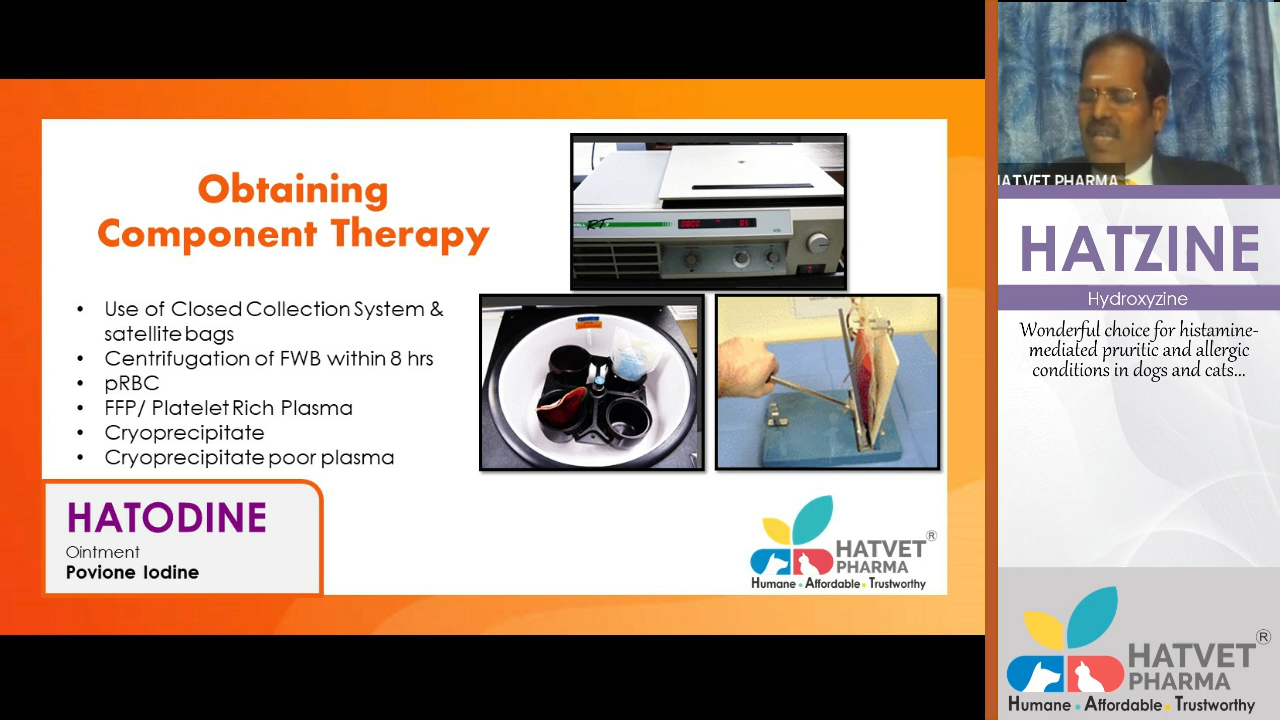 Obtaining
Component Therapy
• Use of Closed Collection System &
satellite bags
• Centrifugation of FWB within 8 hrs
• pRBC
• FFP/ Platelet Rich Plasma
• Cryoprecipitate
• Cryoprecipitate poor plasma
RT
HATODINE
Ointment
Povione Iodine
HATVET®
PHARMA
Humane • Affordable • Trustworthy
HATVET PHARMA
HATZINE
Hydroxyzine
Wonderful choice for histamine-
mediated pruritic and allergic
conditions in dogs and cats...
HATVET®
PHARMA
Humane • Affordable • Trustworthy